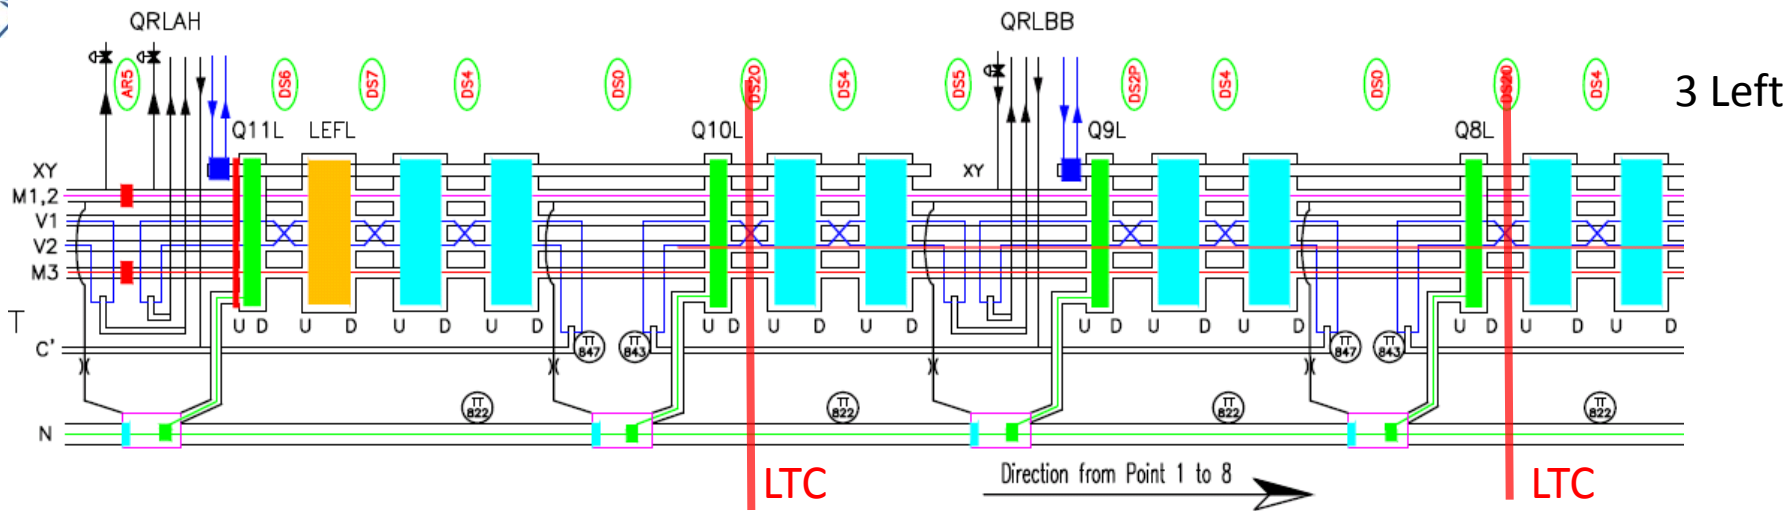 QRLAH QRLBB
AR5 DS6 DS7 DS4 DS0 DS20 DS4 DS5 DS2P DS4 DS0 DS20 DS4 3 Left
Q11L LEFL Q10L Q9L Q8L
XY XY
M1,2
V1
V2
M3
T U D U D U D U D U D U D U D U D U D U D U D U D U D
C' TT 847 TT 843 TT 847 TT 843
TT 822 TT 822 TT 822 TT 822
N
LTC Direction from Point 1 to 8 LTC